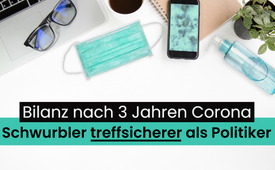 Bilanz nach 3 Jahren Corona
Schwurbler treffsicherer als Politiker